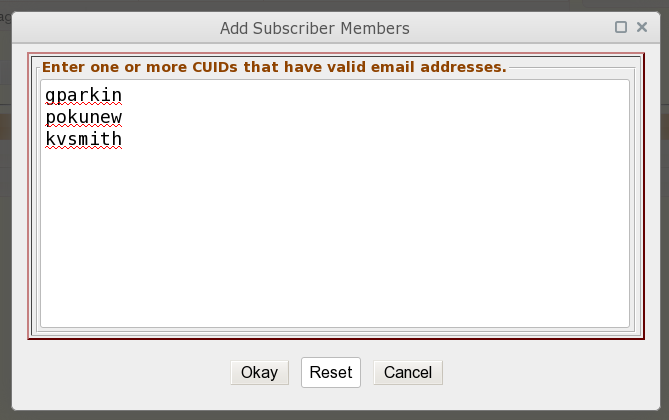 Add Subscriber Members
Enter one or more CUIDs that have valid email addresses.
gparkin
pokunew
kvsmith
Okay Reset Cancel